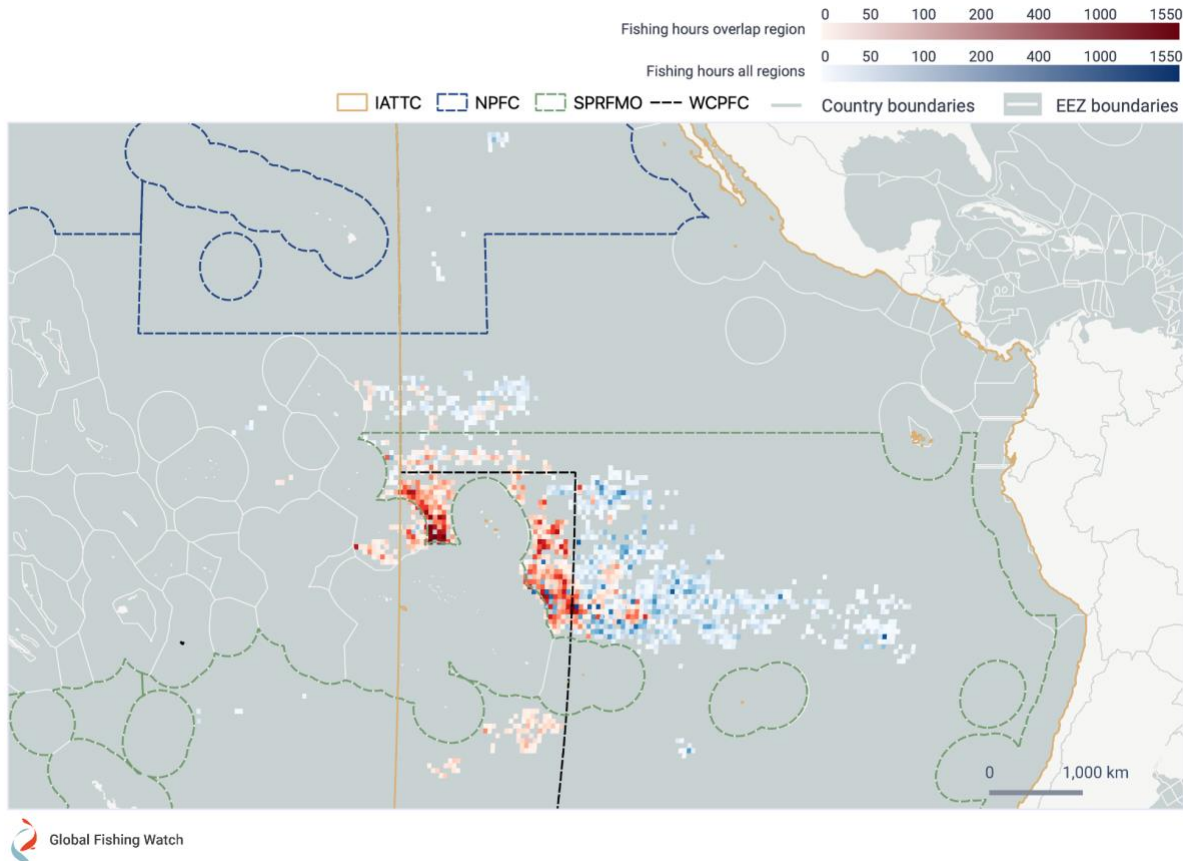 0 50 100 200 400 1000 1550
Fishing hours overlap region
0 50 100 200 400 1000 1550
Fishing hours all regions
IATTC NPFC SPRFMO WCPFC Country boundaries EEZ boundaries
0 1,000 km
Global Fishing Watch